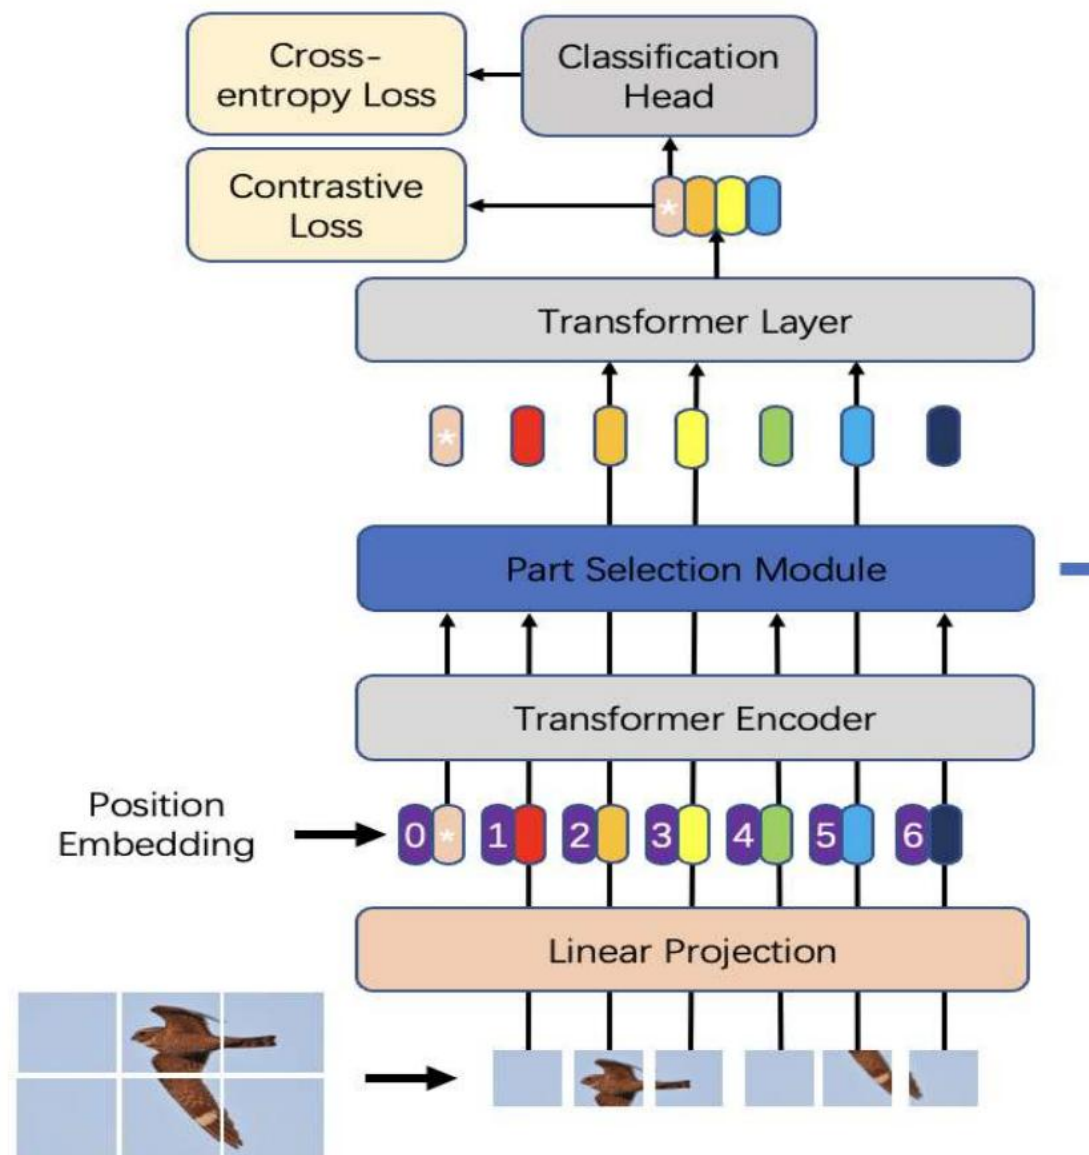 Cross-
entropy Loss
Classification
Head
Contrastive
Loss
*
Transformer Layer
*
Part Selection Module
Transformer Encoder
Position
Embedding
0 * 1 2 3 4 5 6
Linear Projection